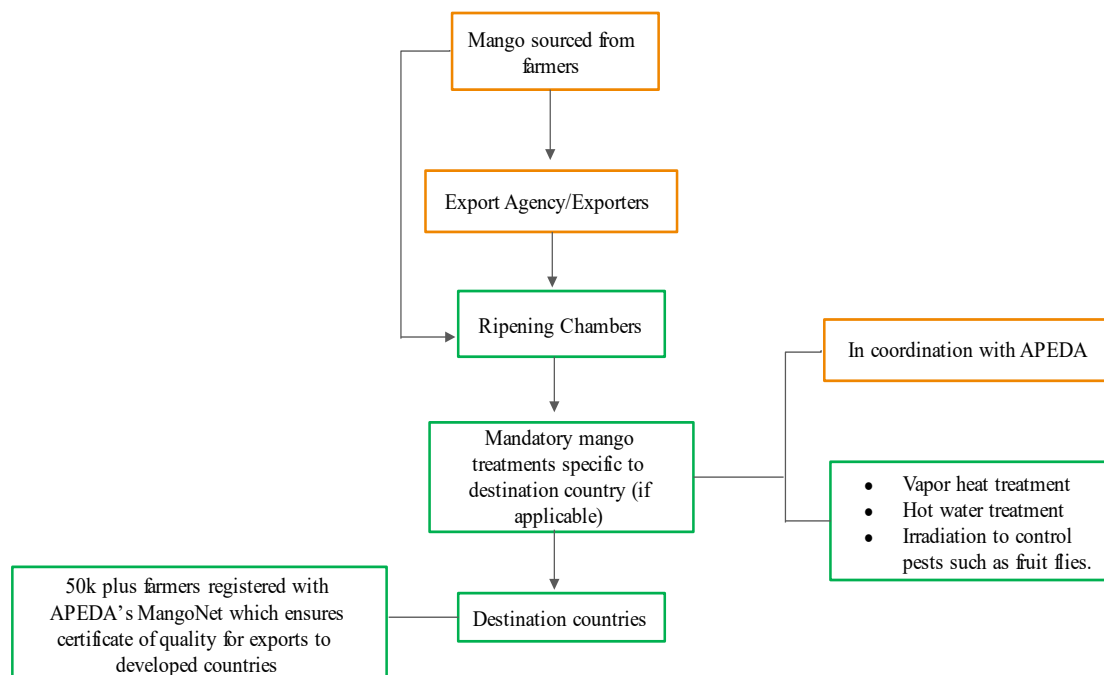 Mango sourced from
farmers
Export Agency/Exporters
Ripening Chambers
In coordination with APEDA
Mandatory mango
treatments specific to
destination country (if
applicable)
● Vapor heat treatment
● Hot water treatment
● Irradiation to control
pests such as fruit flies.
50k plus farmers registered with
APEDA’s MangoNet which ensures
certificate of quality for exports to
developed countries
Destination countries